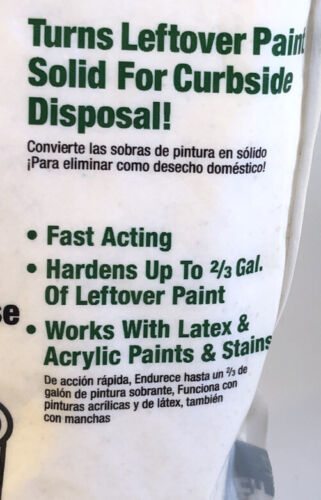 Turns Leftover Paint
Solid For Curbside
Disposal!
Convierte las sobras de pintura en sólido
¡Para eliminar como desecho doméstico!
• Fast Acting
• Hardens Up To 2/3 Gal.
Of Leftover Paint
• Works With Latex &
Acrylic Paints & Stains
De acción rápida, Endurece hasta un 2/3 de
galón de pintura sobrante, Funciona con
pinturas acrílicas y de látex, también
con manchas